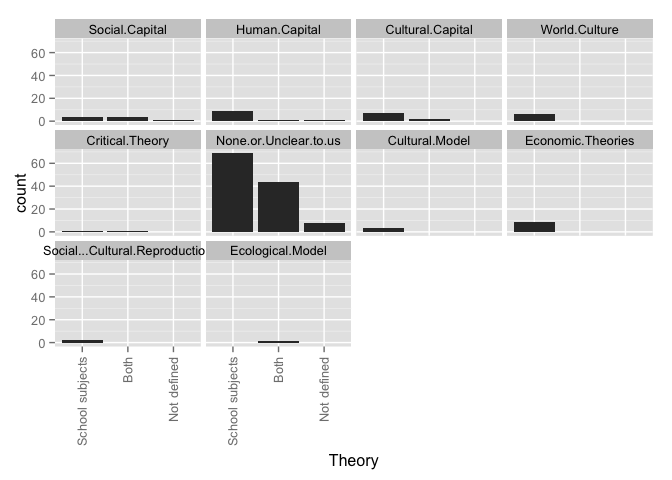 Social.Capital Human.Capital Cultural.Capital World.Culture
60
40
20
0
Critical.Theory None.or.Unclear.to.us Cultural.Model Economic.Theories
60
40
20
0
count
Social...Cultural.Reproductio Ecological.Model
60
40
20
0
School subjects Both Not defined School subjects Both Not defined
Theory